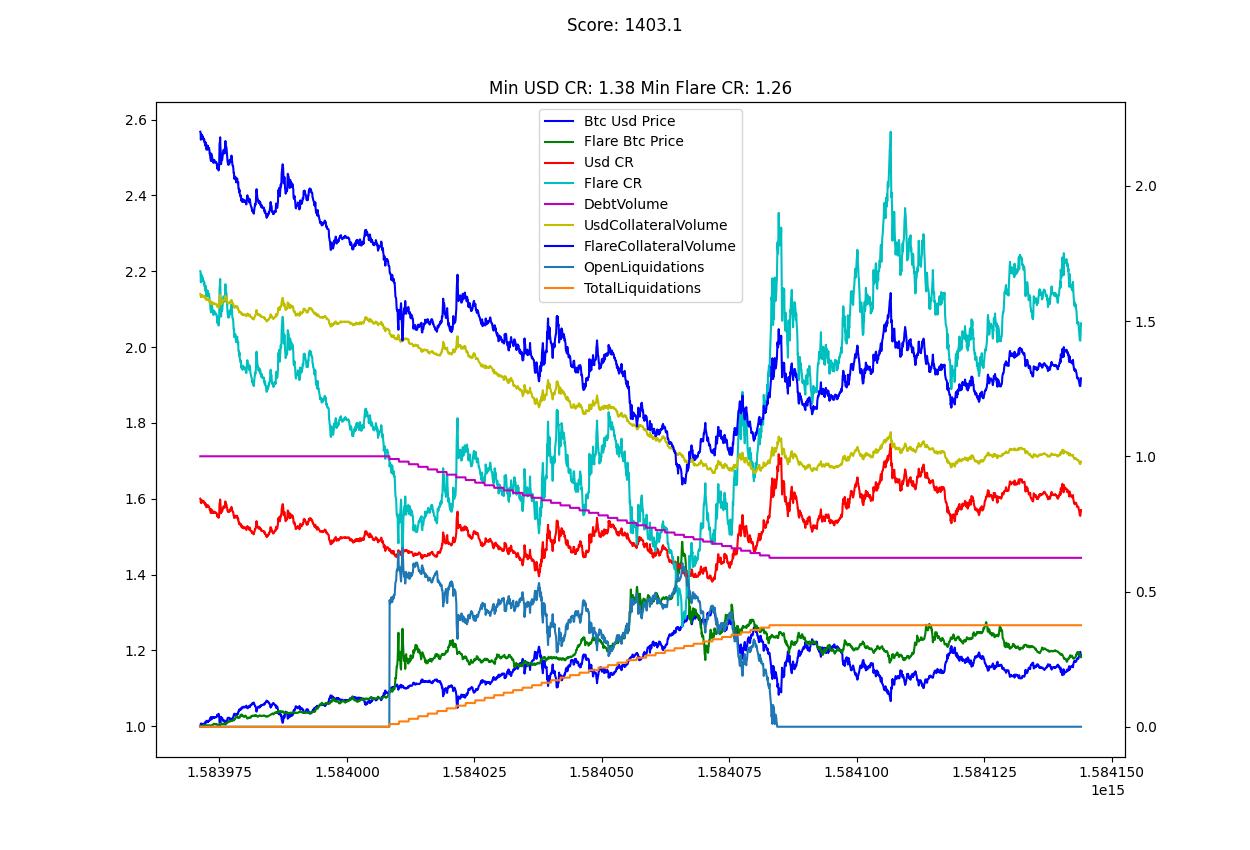 Score: 1403.1
Min USD CR: 1.38 Min Flare CR: 1.26
Btc Usd Price
Flare Btc Price
Usd CR
Flare CR
DebtVolume
UsdCollateralVolume
FlareCollateralVolume
OpenLiquidations
TotalLiquidations
2.6
2.4
2.2
2.0
1.8
1.6
1.4
1.2
1.0
2.0
1.5
1.0
0.5
0.0
1.583975 1.584000 1.584025 1.584050 1.584075 1.584100 1.584125 1.584150
1e15